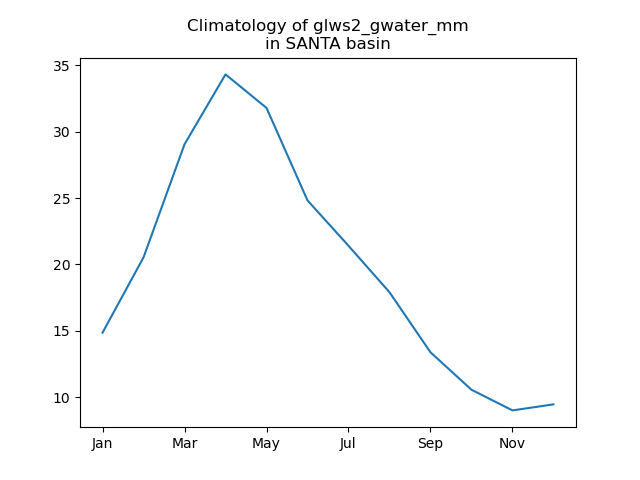 Climatology of glws2_gwater_mm
in SANTA basin
35
30
25
20
15
10
Jan
Mar
May
Jul
Sep
Nov